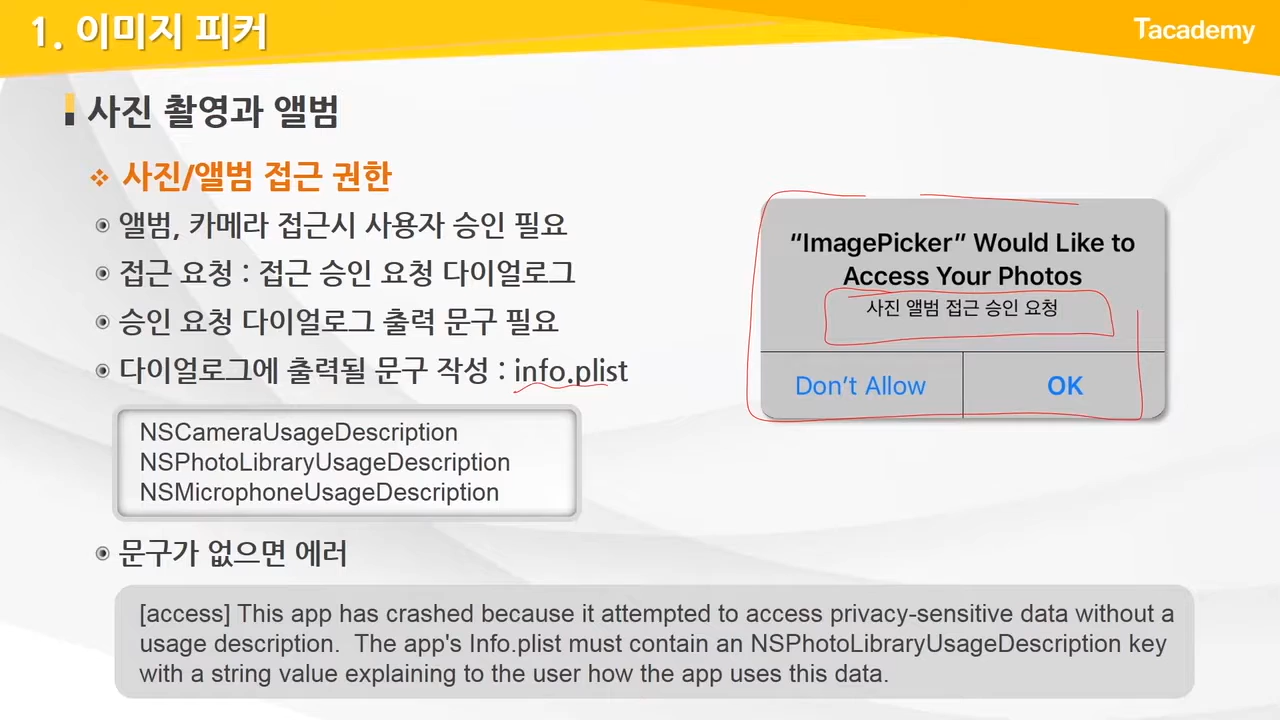 1. 이미지 피커
Tacademy
사진 촬영과 앨범
사진/앨범 접근 권한
앨범, 카메라 접근시 사용자 승인 필요
접근 요청 : 접근 승인 요청 다이얼로그
승인 요청 다이얼로그 출력 문구 필요
다이얼로그에 출력될 문구 작성 : info.plist
NSCameraUsageDescription
NSPhotoLibraryUsageDescription
NSMicrophoneUsageDescription
“ImagePicker” Would Like to
Access Your Photos
사진 앨범 접근 승인 요청
Don’t Allow
OK
문구가 없으면 에러
[access] This app has crashed because it attempted to access privacy-sensitive data without a
usage description.  The app's Info.plist must contain an NSPhotoLibraryUsageDescription key
with a string value explaining to the user how the app uses this data.